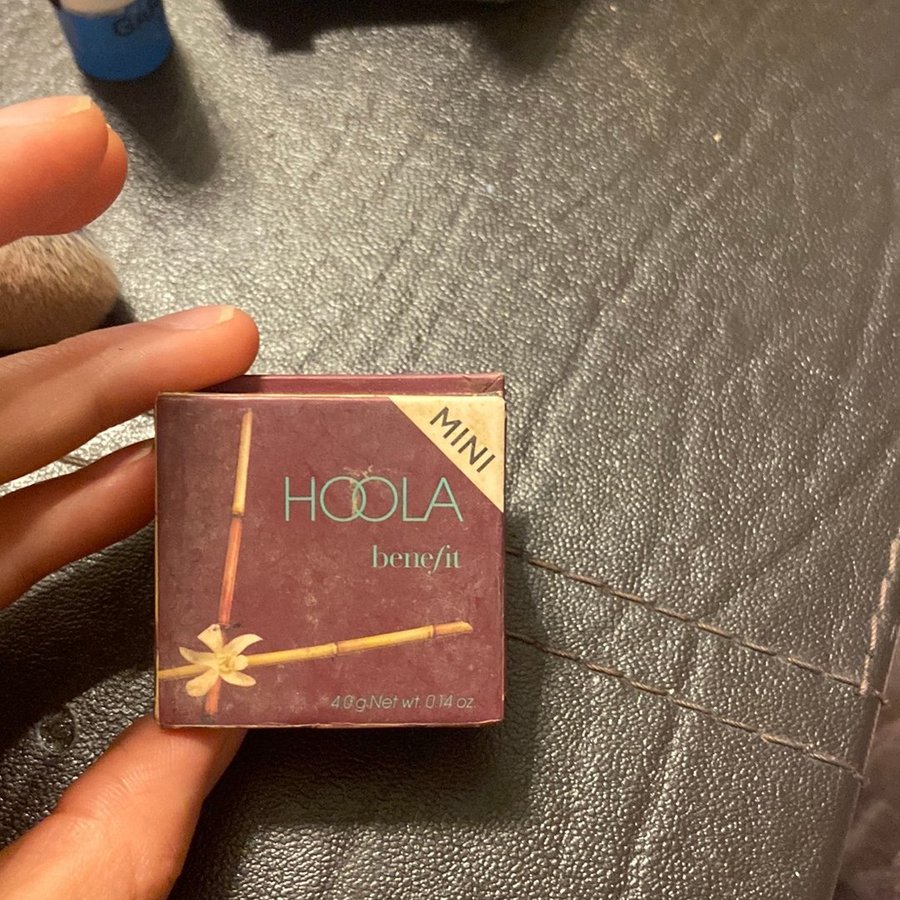 MINI
HOOLA
benefit
4.0 g.Net wt. 0.14 oz.